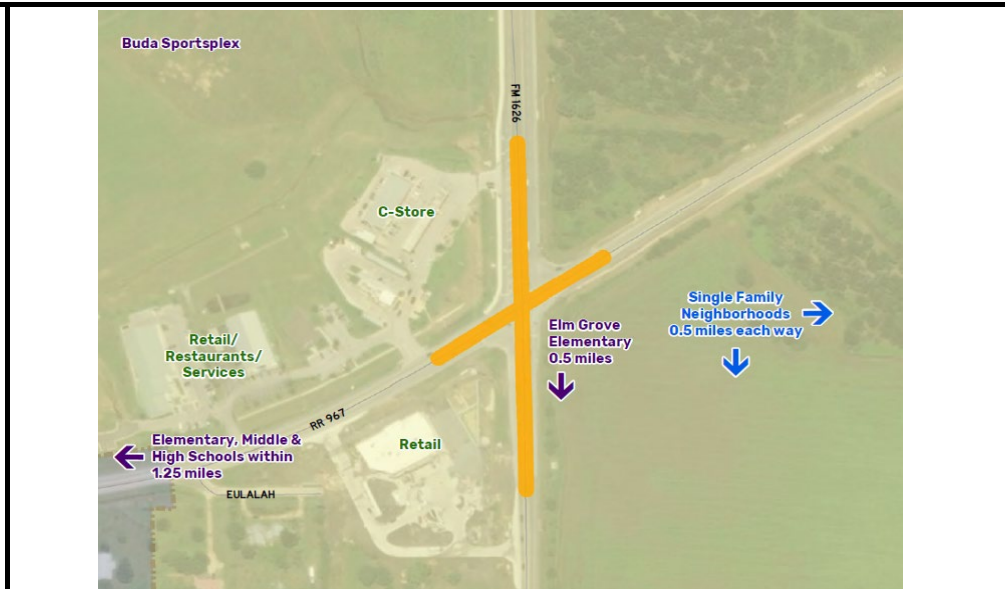 Buda Sportsplex
FM 1626
C-Store
Single Family
Neighborhoods
0.5 miles each way
Elm Grove
Elementary
0.5 miles
Retail/
Restaurants/
Services
RR 967
Retail
Elementary, Middle &
High Schools within
1.25 miles
EULALAH